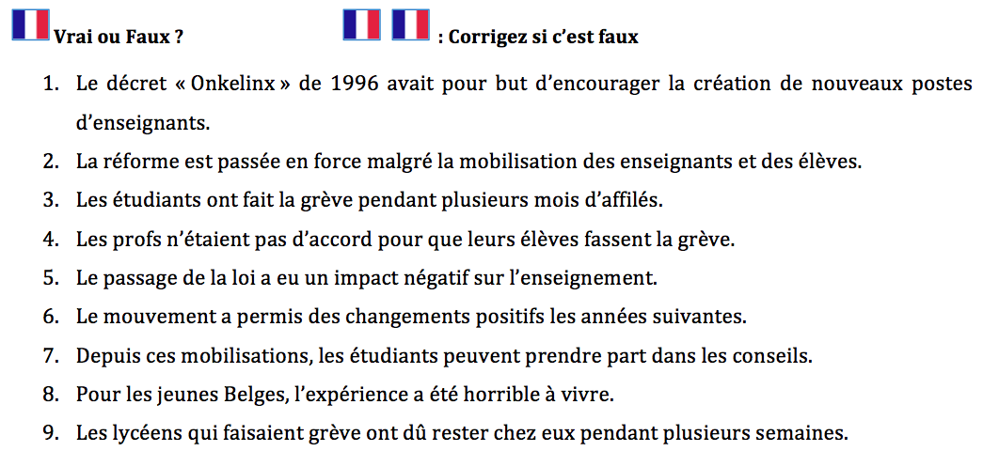 Vrai ou Faux ? : Corrigez si c’est faux
1. Le décret « Onkelinx » de 1996 avait pour but d’encourager la création de nouveaux postes
d’enseignants.
2. La réforme est passée en force malgré la mobilisation des enseignants et des élèves.
3. Les étudiants ont fait la grève pendant plusieurs mois d’affilés.
4. Les profs n’étaient pas d’accord pour que leurs élèves fassent la grève.
5. Le passage de la loi a eu un impact négatif sur l’enseignement.
6. Le mouvement a permis des changements positifs les années suivantes.
7. Depuis ces mobilisations, les étudiants peuvent prendre part dans les conseils.
8. Pour les jeunes Belges, l’expérience a été horrible à vivre.
9. Les lycéens qui faisaient grève ont dû rester chez eux pendant plusieurs semaines.